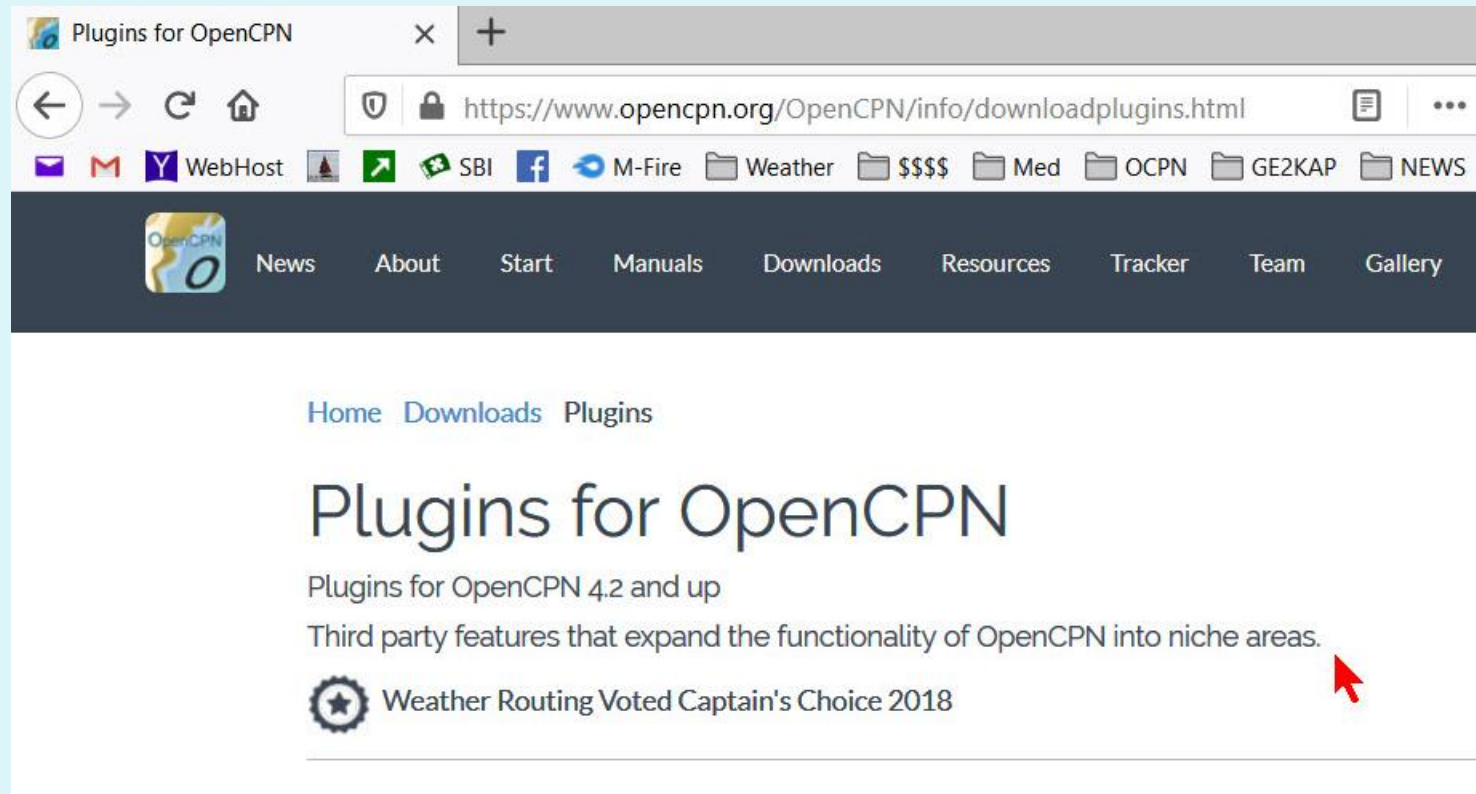 Plugins for OpenCPN
https://www.opencpn.org/OpenCPN/info/downloadplugins.html
M Y WebHost SBI f M-Fire Weather $$$$ Med OCPN GE2KAP NEWS
OpenCPN News About Start Manuals Downloads Resources Tracker Team Gallery
Home Downloads Plugins
Plugins for OpenCPN
Plugins for OpenCPN 4.2 and up
Third party features that expand the functionality of OpenCPN into niche areas.
Weather Routing Voted Captain's Choice 2018